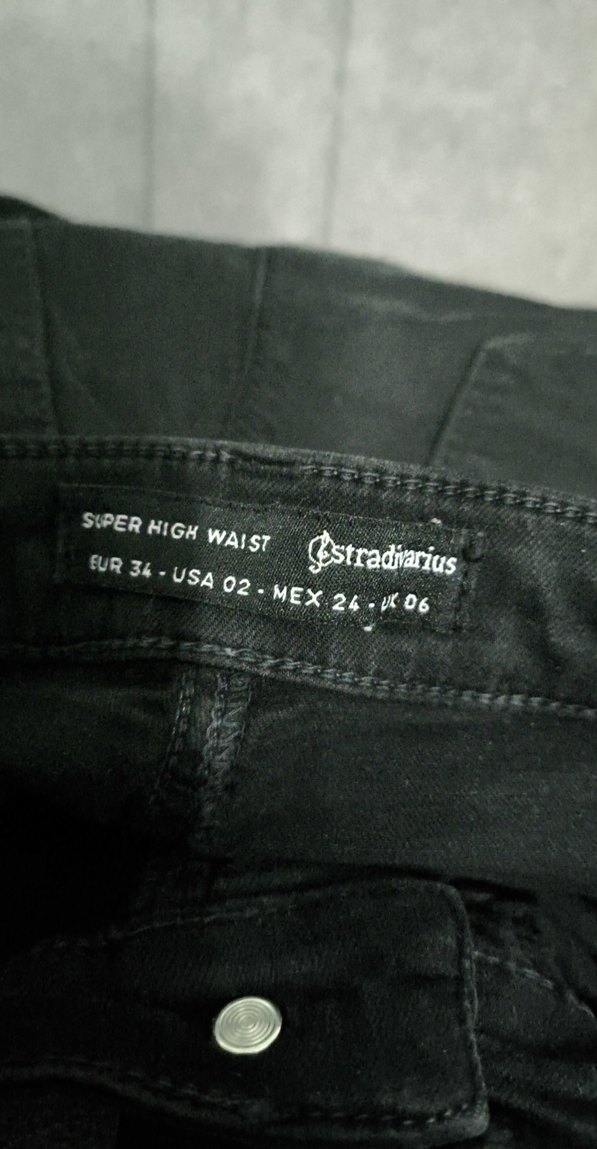 SUPER HIGH WAIST
stradivarius
EUR 34 - USA 02 - MEX 24 - UK 06